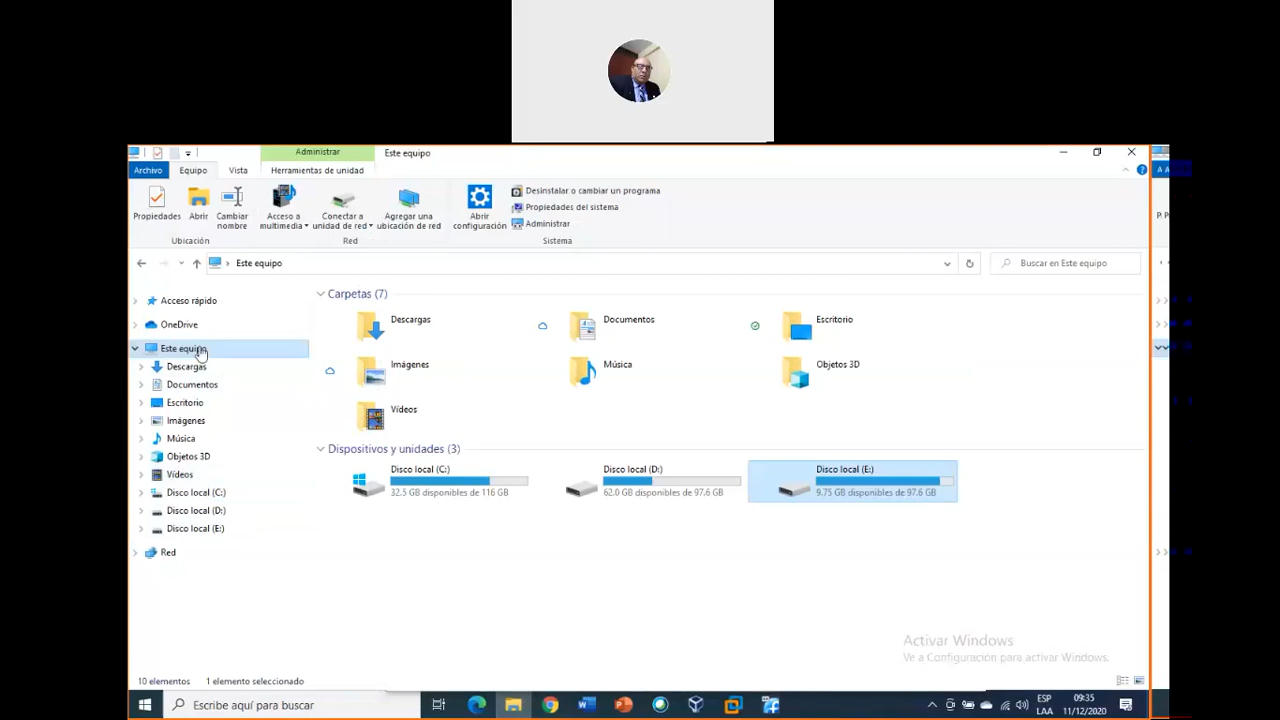 Administrar
Este equipo
Archivo
Equipo
Vista
Herramientas de unidad
Propiedades
Abrir
Cambiar
nombre
Acceso a
multimedia
Conectar a
unidad de red
Agregar una
ubicación de red
Abrir
configuración
Desinstalar o cambiar un programa
Propiedades del sistema
Administrar
Ubicación
Red
Sistema
Este equipo
Buscar en Este equipo
Acceso rápido
OneDrive
Este equipo
Descargas
Documentos
Escritorio
Imágenes
Música
Objetos 3D
Vídeos
Disco local (C:)
Disco local (D:)
Disco local (E:)
Red
Carpetas (7)
Descargas
Documentos
Escritorio
Imágenes
Música
Objetos 3D
Vídeos
Dispositivos y unidades (3)
Disco local (C:)
32.5 GB disponibles de 116 GB
Disco local (D:)
62.0 GB disponibles de 97.6 GB
Disco local (E:)
9.75 GB disponibles de 97.6 GB
Activar Windows
Ve a Configuración para activar Windows.
10 elementos
1 elemento seleccionado
Escribe aquí para buscar
ESP
LAA
09:35
11/12/2020